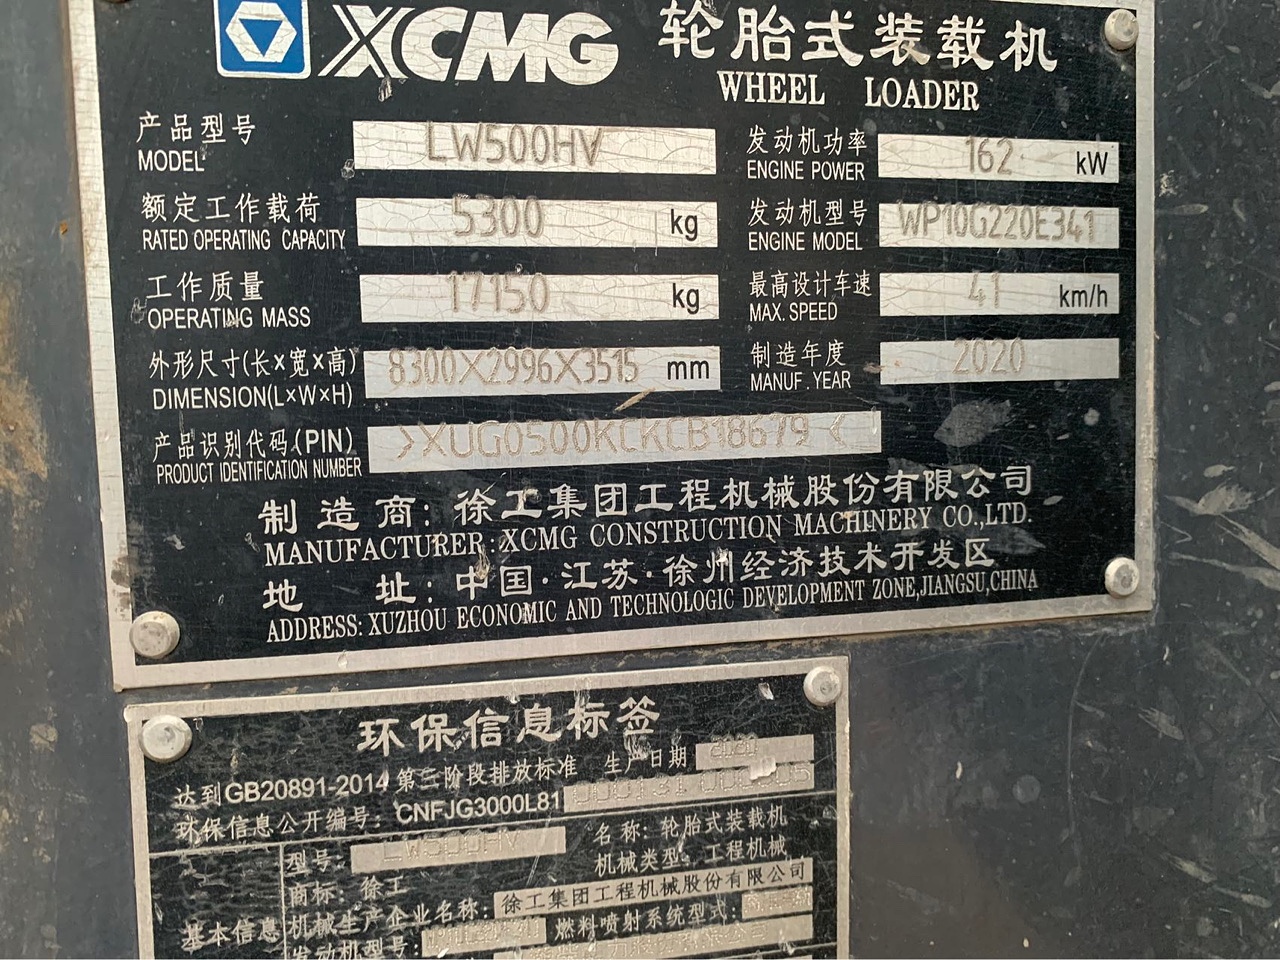 XCMG 轮胎式装载机
WHEEL LOADER
产品型号 LW500HV 发动机功率 162 kW
MODEL ENGINE POWER
额定工作载荷 5300 kg 发动机型号 WP10G220E341
RATED OPERATING CAPACITY ENGINE MODEL
工作质量 17150 kg 最高设计车速 41 km/h
OPERATING MASS MAX. SPEED
外形尺寸(长×宽×高) 8300×2996×3515 mm 制造年度 2020
DIMENSION(L×W×H) MANUF. YEAR
产品识别代码(PIN) >XUG0500KCKCB18679<
PRODUCT IDENTIFICATION NUMBER
制造商: 徐工集团工程机械股份有限公司
MANUFACTURER: XCMG CONSTRUCTION MACHINERY CO.,LTD.
地址: 中国·江苏·徐州经济技术开发区
ADDRESS: XUZHOU ECONOMIC AND TECHNOLOGIC DEVELOPMENT ZONE,JIANGSU,CHINA
环保信息标签
达到GB20891-2014 第三阶段排放标准 生产日期
环保信息公开编号: CNFJG3000L81
型号: LW500HV 名称: 轮胎式装载机
商标: 徐工 机械类型: 工程机械
基本信息 机械生产企业名称: 徐工集团工程机械股份有限公司
发动机型号: 燃料喷射系统型式: